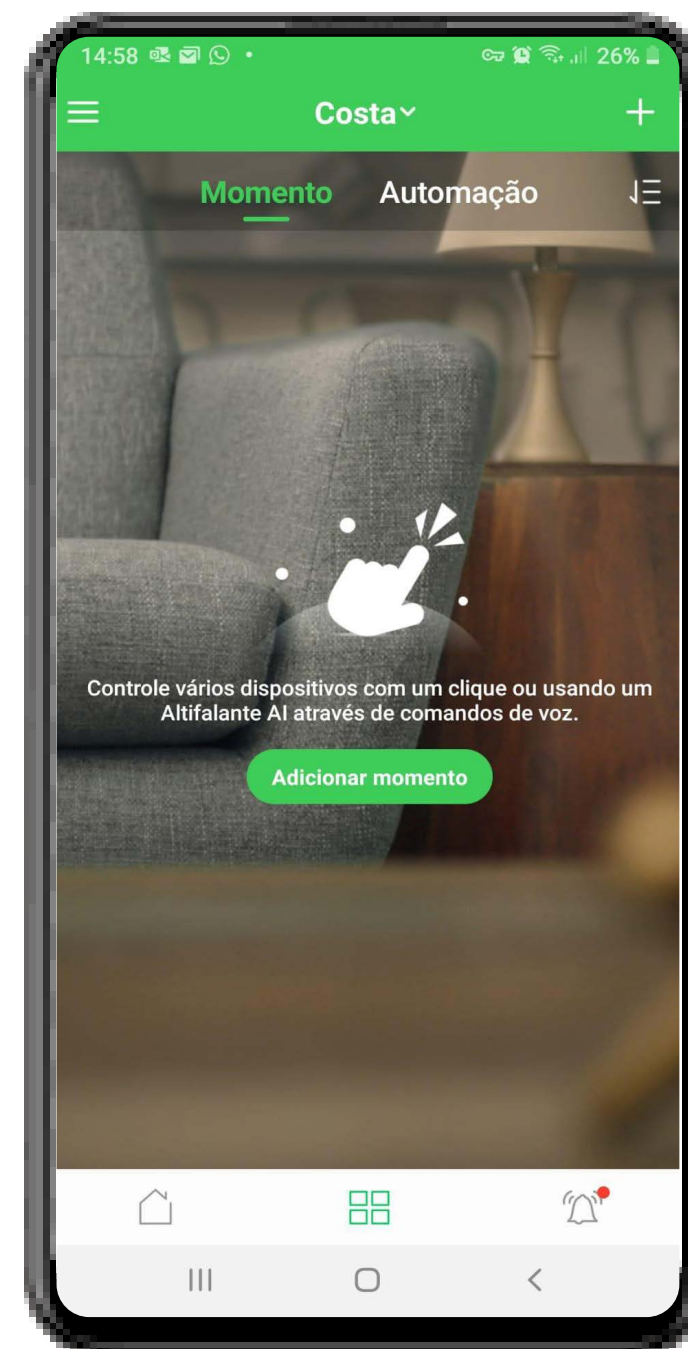 14:58
26%
Costa
Momento
Automação
Controle vários dispositivos com um clique ou usando um
Altifalante AI através de comandos de voz.
Adicionar momento